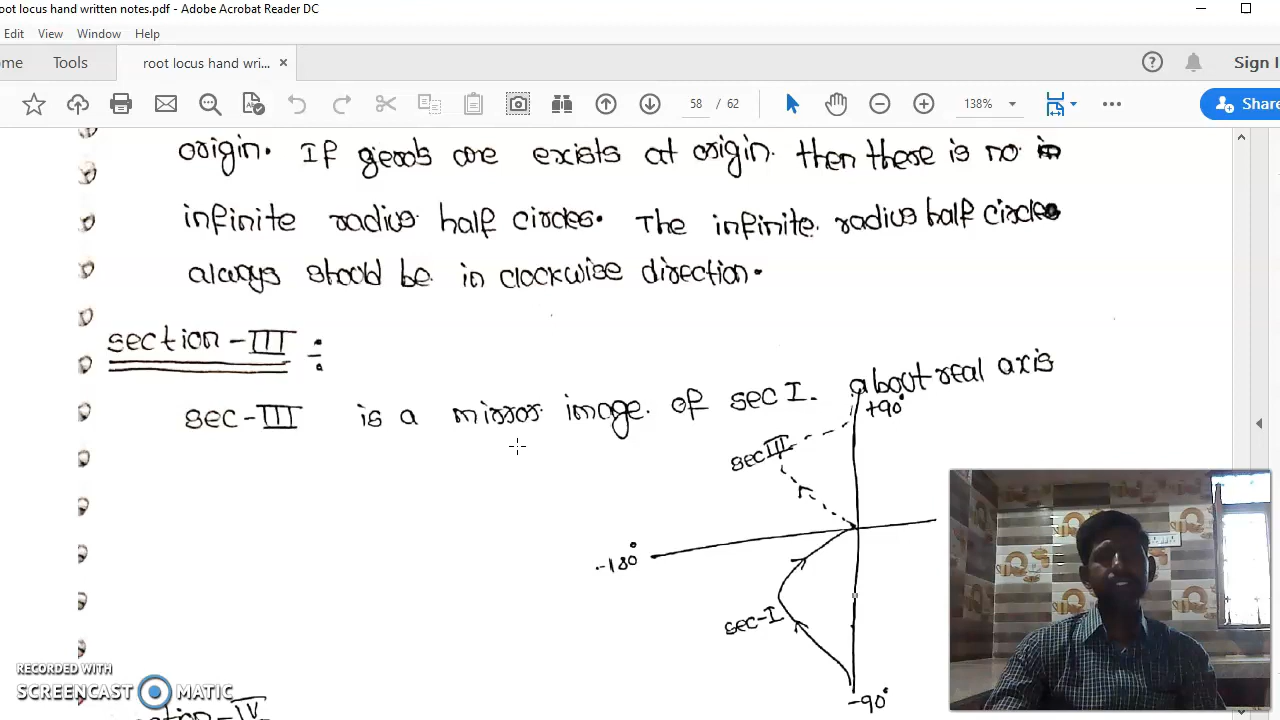 root locus hand written notes.pdf - Adobe Acrobat Reader DC
Edit View Window Help
ome Tools root locus hand wri... × Sign I
58 / 62 138% Share
origin. If zeros are exists at origin. then there is no in
infinite radius half circles. The infinite radius half circles
always should be in clockwise direction.
section-III :-
sec-III is a mirror image of sec I. about real axis
+90°
sec III
-180°
sec-I
-90°
RECORDED WITH
SCREENCAST MATIC
ection-IV